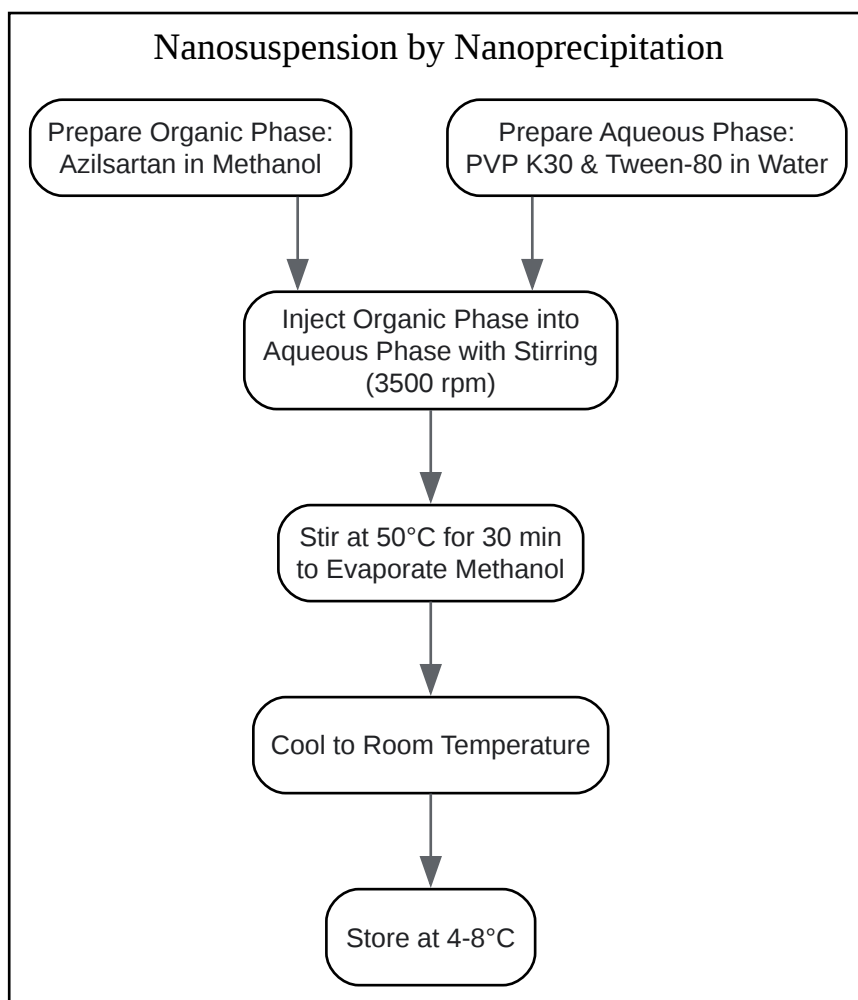 Nanosuspension by Nanoprecipitation
Prepare Organic Phase:
Azilsartan in Methanol
Prepare Aqueous Phase:
PVP K30 & Tween-80 in Water
Inject Organic Phase into
Aqueous Phase with Stirring
(3500 rpm)
Stir at 50°C for 30 min
to Evaporate Methanol
Cool to Room Temperature
Store at 4-8°C